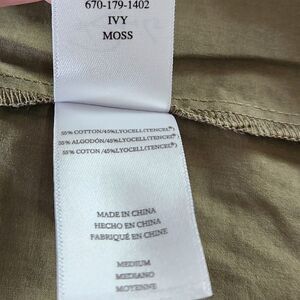 670-179-1402
IVY
MOSS
55% COTTON/45%LYOCELL(TENCEL®)
55% ALGODÓN/45%LYOCELL(TENCEL®)
55% COTON /45%LYOCELL(TENCEL®)
MADE IN CHINA
HECHO EN CHINA
FABRIQUÉ EN CHINE
MEDIUM
MEDIANO
MOYENNE